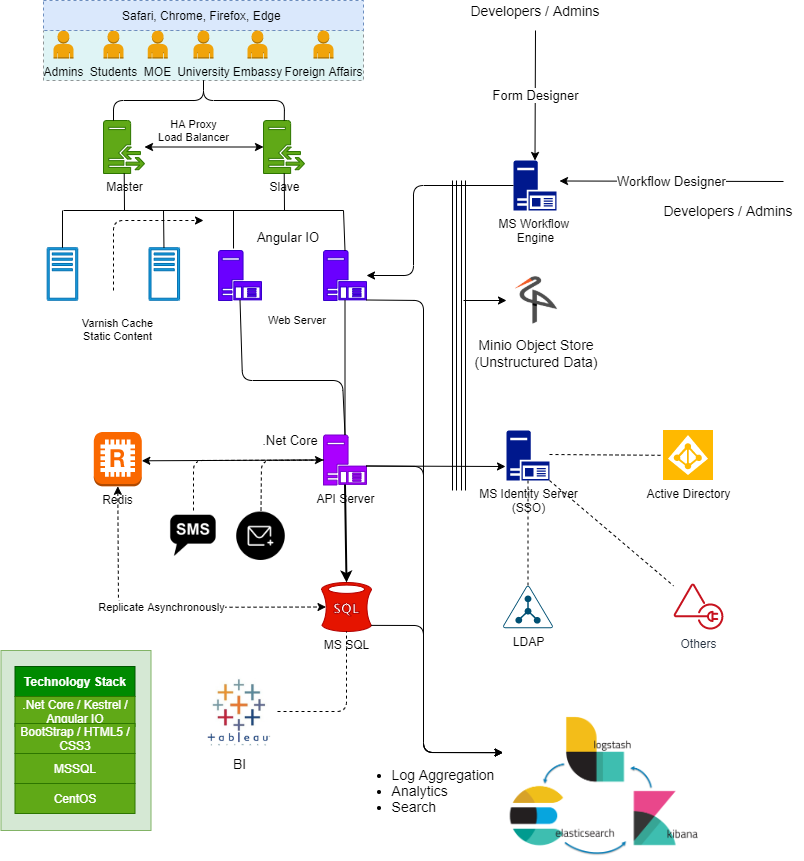 Safari, Chrome, Firefox, Edge
Admins
Students
MOE
University
Embassy
Foreign Affairs
Developers / Admins
Form Designer
HA Proxy
Load Balancer
Master
Slave
Workflow Designer
Developers / Admins
MS Workflow
Engine
Angular IO
Varnish Cache
Static Content
Web Server
Minio Object Store
(Unstructured Data)
.Net Core
R
Redis
API Server
MS Identity Server
(SSO)
Active Directory
SMS
Replicate Asynchronously
SQL
MS SQL
LDAP
Others
Technology Stack
.Net Core / Kestrel /
Angular IO
BootStrap / HTML5 /
CSS3
MSSQL
CentOS
tableau
BI
• Log Aggregation
• Analytics
• Search
logstash
elasticsearch
kibana